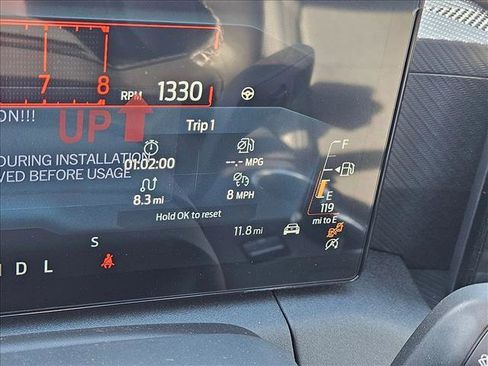 7 8
RPM 1330
Trip 1
ON!!!
UP
DURING INSTALLATION
VED BEFORE USAGE
01:02:00
--.- MPG
8.3 mi
8 MPH
Hold OK to reset
F
E
119
mi to E
11.8 mi
S
D L